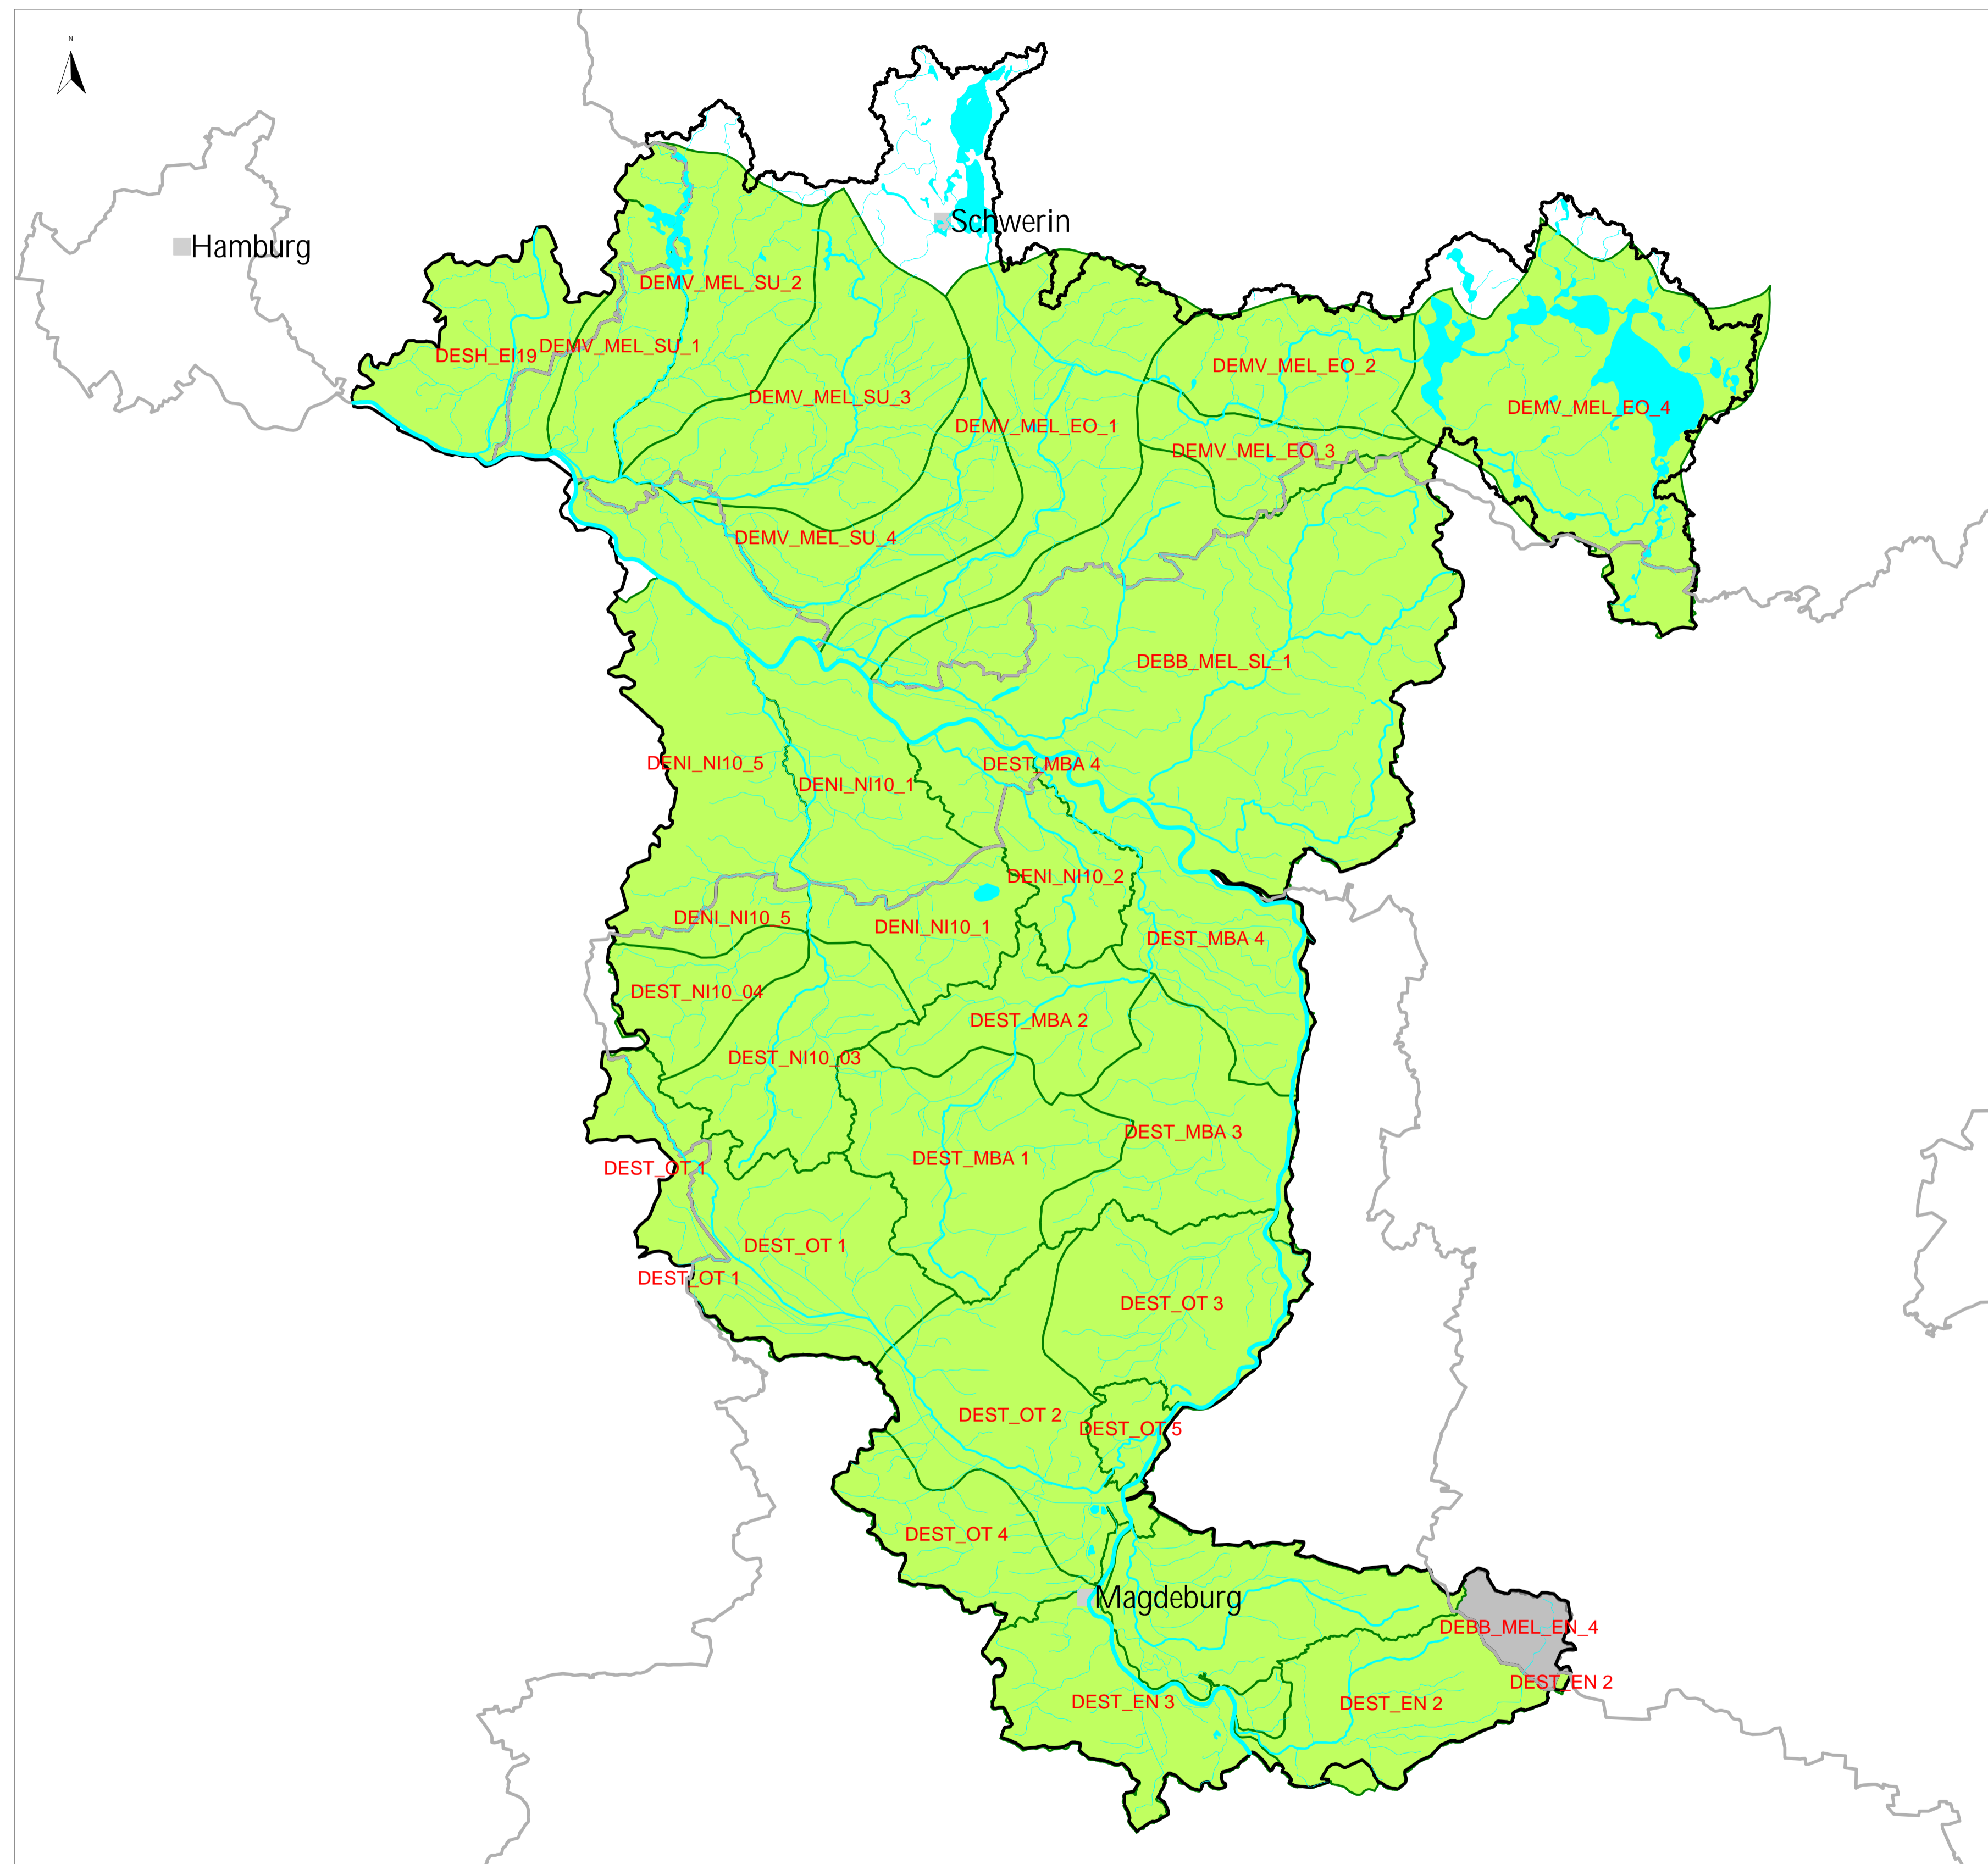 N
Schwerin
Hamburg
DEMV_MEL_SU_2
DEMV_MEL_SU_1
DESH_EI19
DEMV_MEL_EO_2
DEMV_MEL_SU_3
DEMV_MEL_EO_4
DEMV_MEL_EO_1
DEMV_MEL_EO_3
DEMV_MEL_SU_4
DEBB_MEL_SL_1
DENI_NI10_5
DEST_MBA 4
DENI_NI10_1
DENI_NI10_2
DENI_NI10_5
DENI_NI10_1
DEST_MBA 4
DEST_NI10_04
DEST_MBA 2
DEST_NI10_03
DEST_MBA 3
DEST_MBA 1
DEST_OT 1
DEST_OT 1
DEST_OT 1
DEST_OT 3
DEST_OT 2
DEST_OT 5
DEST_OT 4
Magdeburg
DEBB_MEL_EN_4
DEST_EN 2
DEST_EN 3
DEST_EN 2